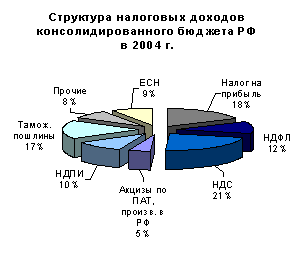 Структура налоговых доходов
консолидированного бюджета РФ
в 2004 г.
ЕСН
9%
Налог на
прибыль
18%
Прочие
8%
Тамож.
пошлины
17%
НДФЛ
12%
НДПИ
10%
Акцизы по
ПАТ,
произв. в
РФ
5%
НДС
21%